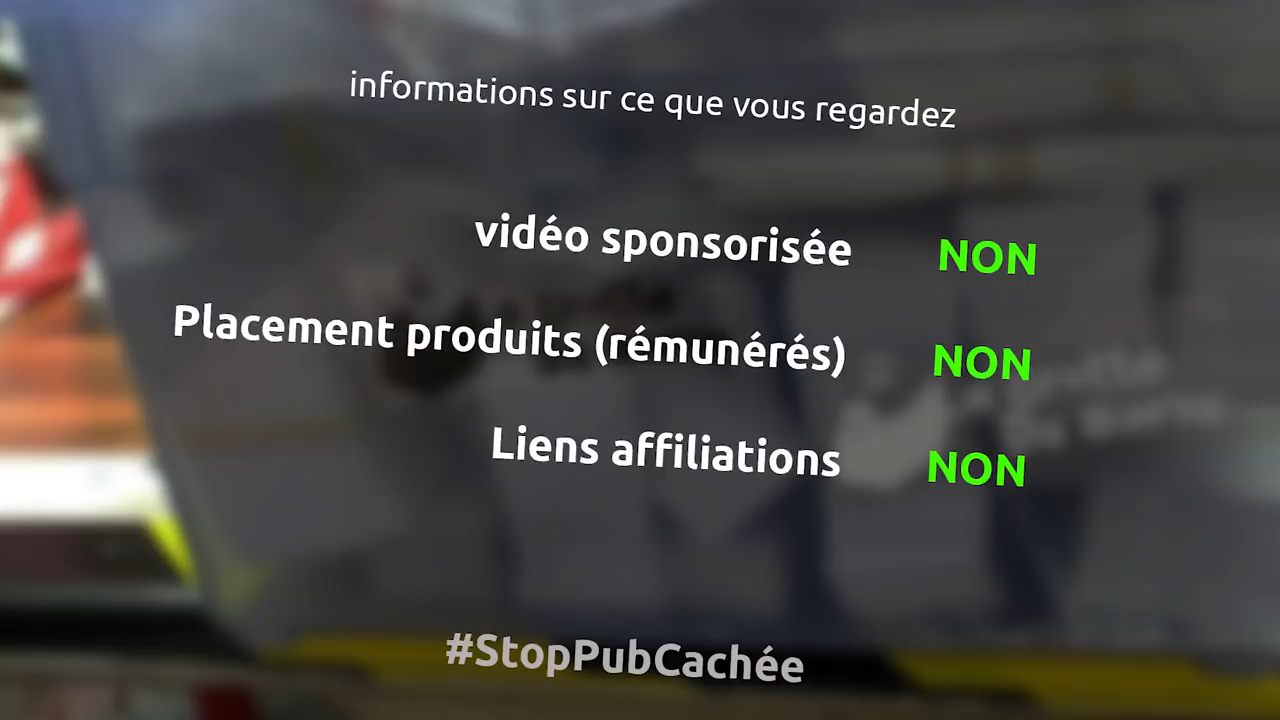 informations sur ce que vous regardez
vidéo sponsorisée NON
Placement produits (rémunérés) NON
Liens affiliations NON
#StopPubCachée